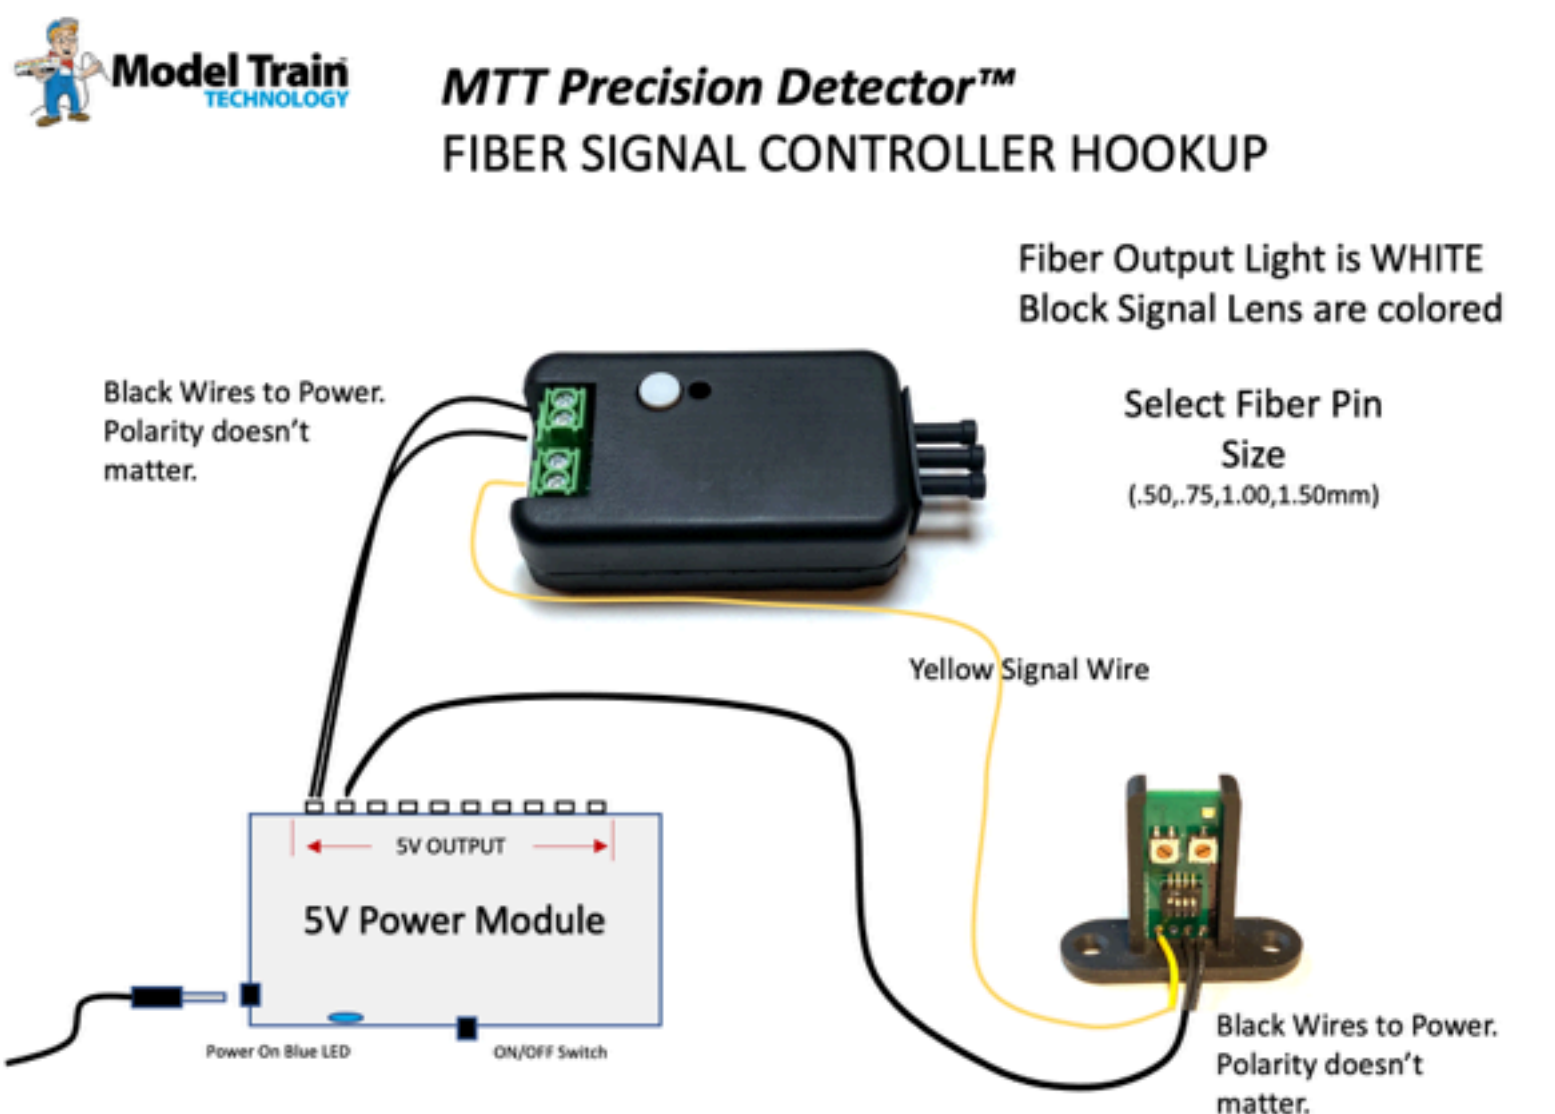 Model Train™
TECHNOLOGY
MTT Precision Detector™
FIBER SIGNAL CONTROLLER HOOKUP
Fiber Output Light is WHITE
Block Signal Lens are colored
Black Wires to Power.
Polarity doesn't
matter.
Select Fiber Pin
Size
(.50,.75,1.00,1.50mm)
Yellow Signal Wire
5V OUTPUT
5V Power Module
Power On Blue LED
ON/OFF Switch
Black Wires to Power.
Polarity doesn't
matter.